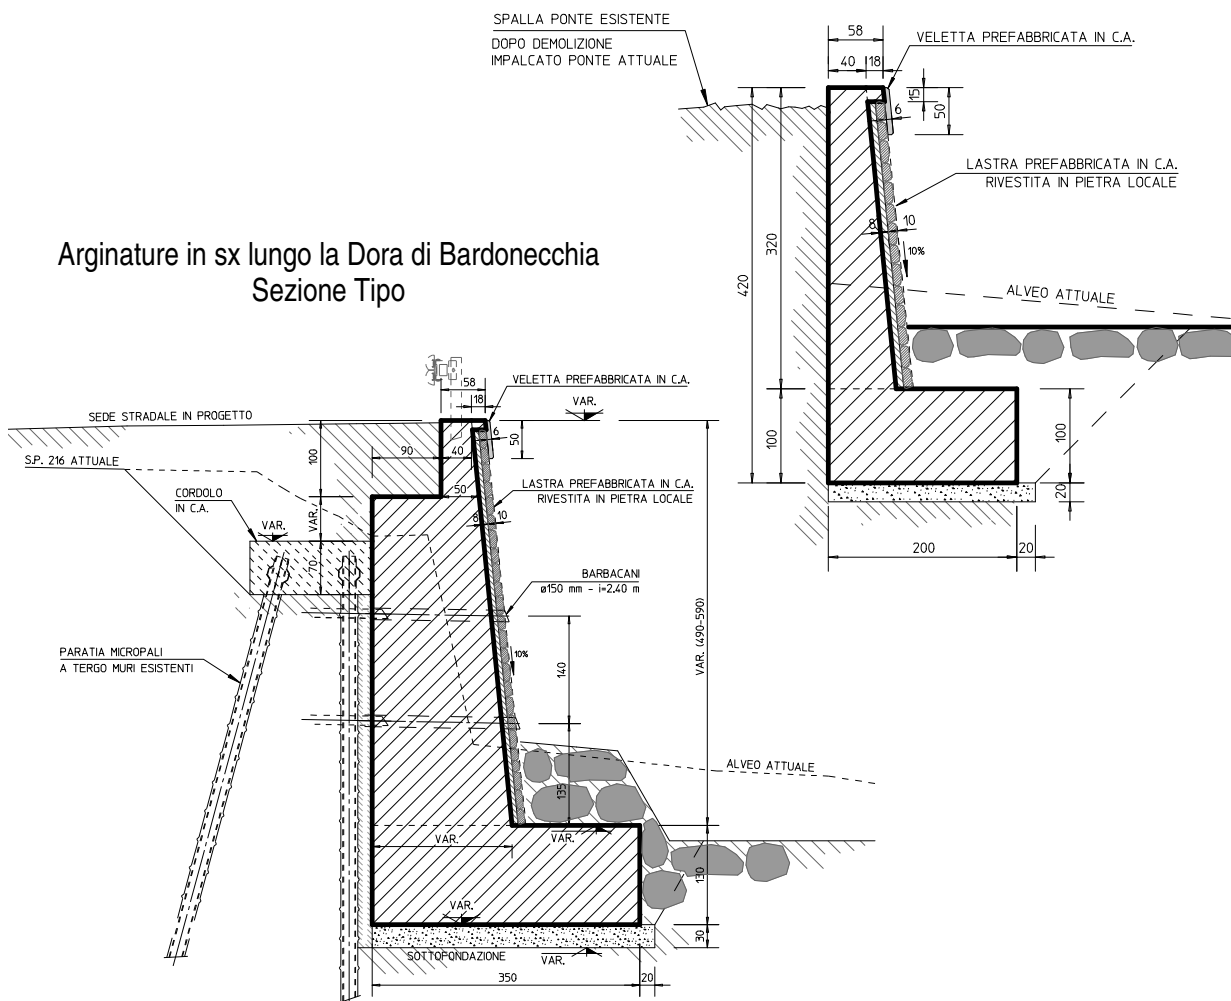 SPALLA PONTE ESISTENTE
DOPO DEMOLIZIONE
IMPALCATO PONTE ATTUALE
58
40
18
VELETTA PREFABBRICATA IN C.A.
15
50
6
LASTRA PREFABBRICATA IN C.A.
RIVESTITA IN PIETRA LOCALE
8
10
10%
320
420
ALVEO ATTUALE
100
100
20
200
20
Arginature in sx lungo la Dora di Bardonecchia
Sezione Tipo
58
18
VELETTA PREFABBRICATA IN C.A.
VAR.
SEDE STRADALE IN PROGETTO
6
50
100
90
40
S.P. 216 ATTUALE
50
LASTRA PREFABBRICATA IN C.A.
RIVESTITA IN PIETRA LOCALE
CORDOLO
IN C.A.
VAR.
VAR.
8
10
70
BARBACANI
ø150 mm - i=2.40 m
VAR. (490-590)
PARATIA MICROPALI
A TERGO MURI ESISTENTI
10%
140
ALVEO ATTUALE
135
VAR.
VAR.
130
VAR.
30
SOTTOFONDAZIONE
VAR.
350
20